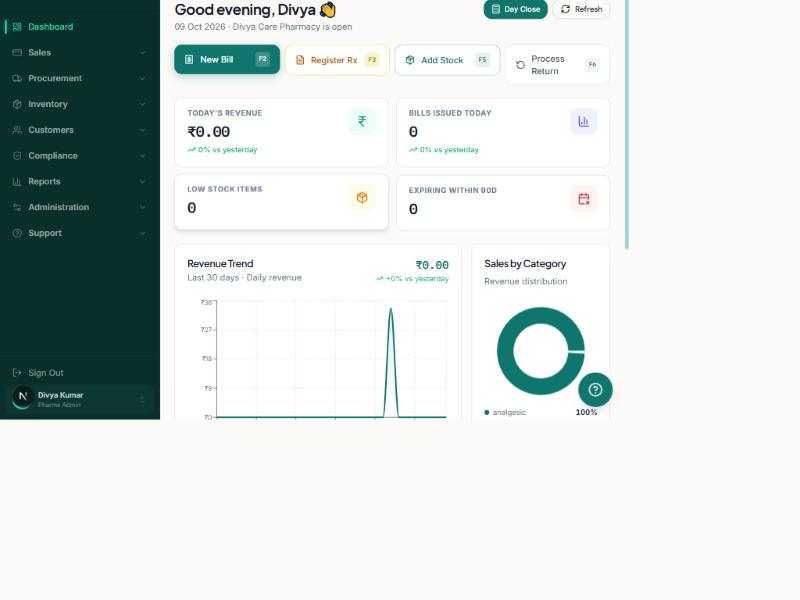 Dashboard
Sales
Procurement
Inventory
Customers
Compliance
Reports
Administration
Support
Sign Out
N
Divya Kumar
Pharma Admin
Good evening, Divya 👋
09 Oct 2026 · Divya Care Pharmacy is open
Day Close
Refresh
New Bill F2
Register Rx F3
Add Stock F5
Process Return F6
TODAY'S REVENUE
₹0.00
0% vs yesterday
BILLS ISSUED TODAY
0
0% vs yesterday
LOW STOCK ITEMS
0
EXPIRING WITHIN 90D
0
Revenue Trend
₹0.00
Last 30 days · Daily revenue
+0% vs yesterday
₹36
₹27
₹18
₹9
₹0
Sales by Category
Revenue distribution
analgesic 100%